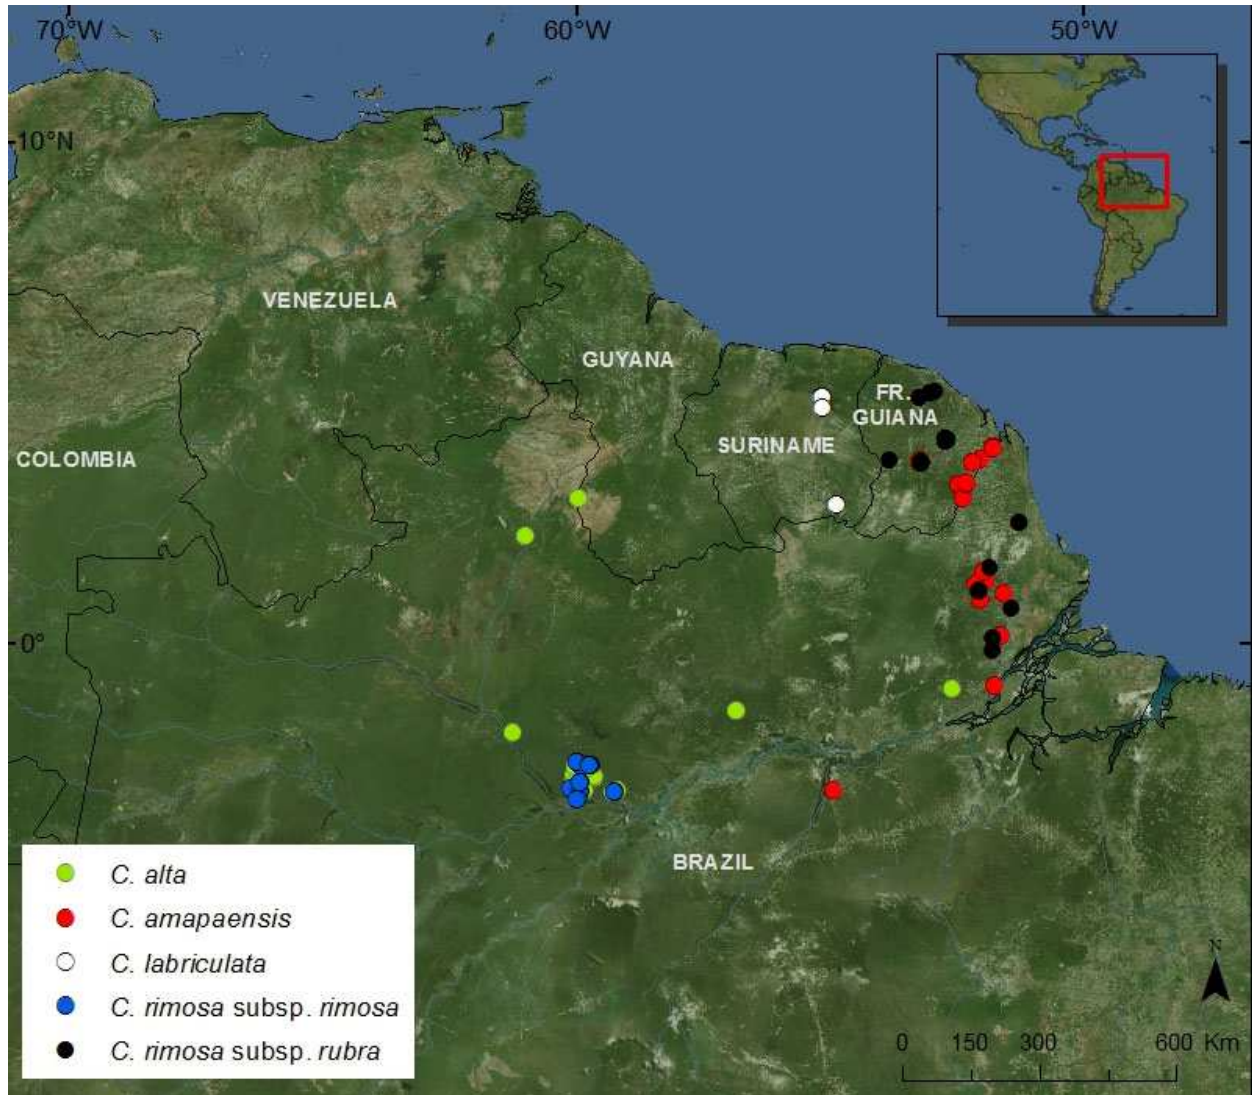 70°W 60°W 50°W
10°N
VENEZUELA
GUYANA
FR.
GUIANA
SURINAME
COLOMBIA
0°
BRAZIL
C. alta
C. amapaensis
C. labriculata
C. rimosa subsp. rimosa
C. rimosa subsp. rubra
N
0 150 300 600 Km